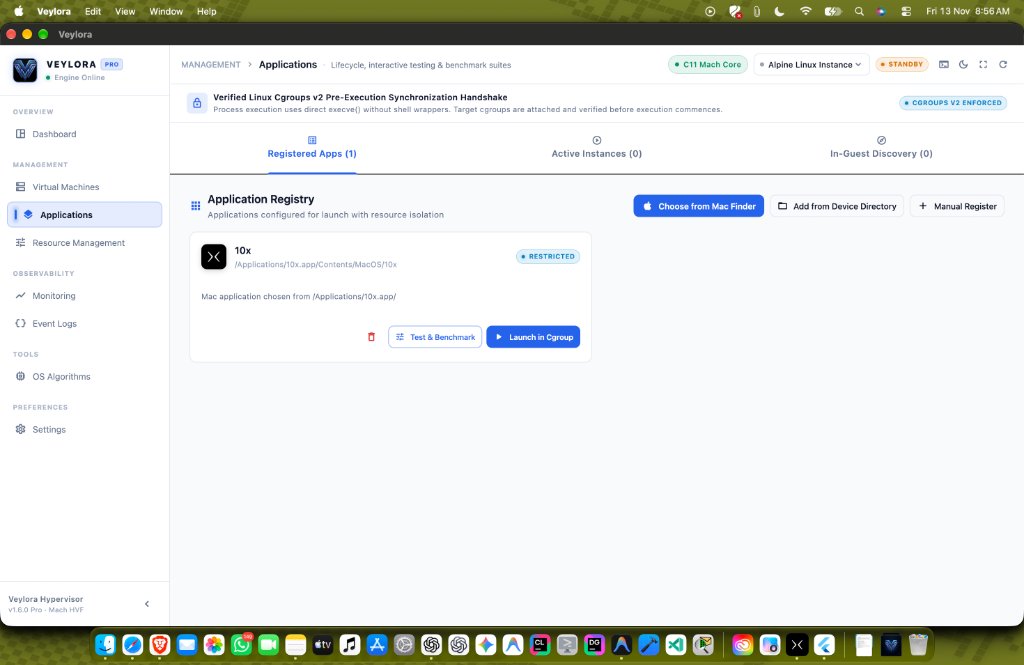 Veylora Edit View Window Help
Fri 13 Nov 8:56 AM
Veylora
VEYLORA PRO
Engine Online
MANAGEMENT > Applications · Lifecycle, interactive testing & benchmark suites
C11 Mach Core
Alpine Linux Instance
STANDBY
Verified Linux Cgroups v2 Pre-Execution Synchronization Handshake
Process execution uses direct execve() without shell wrappers. Target cgroups are attached and verified before execution commences.
CGROUPS V2 ENFORCED
OVERVIEW
Dashboard
MANAGEMENT
Virtual Machines
Applications
Resource Management
OBSERVABILITY
Monitoring
Event Logs
TOOLS
OS Algorithms
PREFERENCES
Settings
Veylora Hypervisor
v1.6.0 Pro · Mach HVF
Registered Apps (1)
Active Instances (0)
In-Guest Discovery (0)
Application Registry
Applications configured for launch with resource isolation
Choose from Mac Finder
Add from Device Directory
+ Manual Register
10x
/Applications/10x.app/Contents/MacOS/10x
RESTRICTED
Mac application chosen from /Applications/10x.app/
Test & Benchmark
Launch in Cgroup
tv
CL
DG